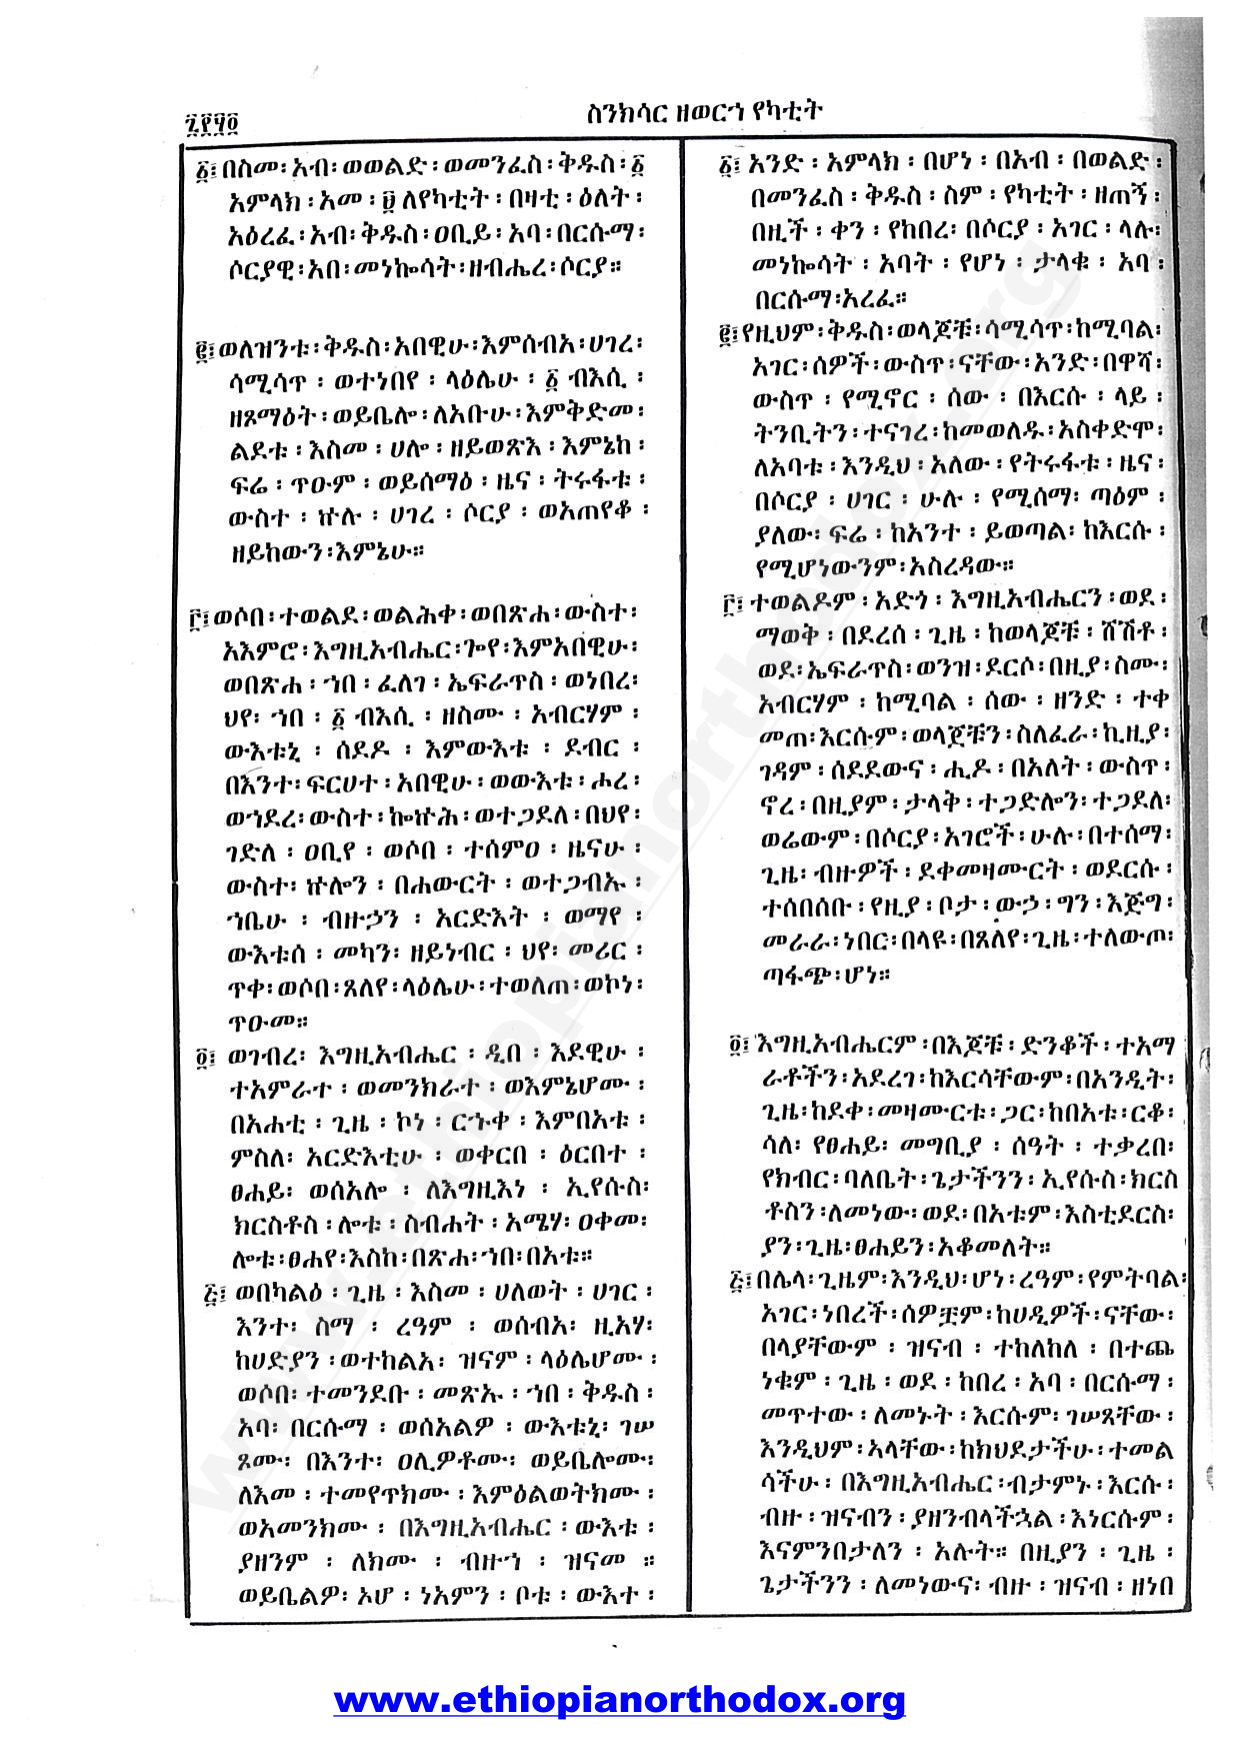 ስንክሳር ዘወርኀ የካቲት
፩፤ በስመ፡ አብ፡ ወወልድ ፡ ወመንፈስ ፡ ቅዱስ ፡ ፩
አምላክ ፡ አመ ፡ ፱ ለየካቲት ፡ በዛቲ ፡ ዕለት ፡
አዕረፈ ፡ አብ ፡ ቅዱስ ፡ ዐቢይ ፡ አባ ፡ በርሱማ፡
ሶርያዊ ፡ አበ ፡ መነኰሳት ፡ ዘብሔረ ፡ ሶርያ።
፪፤ ወለዝንቱ ፡ ቅዱስ ፡ አበዊሁ ፡ እምሰብአ ፡ ሀገረ ፡
ሳሚሳጥ ፡ ወተነበየ ፡ ላዕሌሁ ፡ ፩ ብእሲ ፡
ዘጾማዕት ፡ ወይቤሎ ፡ ለአቡሁ ፡ እምቅድመ ፡
ልደቱ ፡ እስመ ፡ ሀሎ ፡ ዘይወጽእ ፡ እምኔከ ፡
ፍሬ ፡ ጥዑም ፡ ወይሰማዕ ፡ ዜና ፡ ትሩፋቱ ፡
ውስተ ፡ ኵሉ ፡ ሀገረ ፡ ሶርያ ፡ ወአጠየቆ ፡
ዘይከውን ፡ እምኔሁ።
፫፤ ወሶበ ፡ ተወልደ ፡ ወልሕቀ ፡ ወበጽሐ ፡ ውስተ ፡
አእምሮ ፡ እግዚአብሔር ፡ ጐየ ፡ እምአበዊሁ ፡
ወበጽሐ ፡ ኀበ ፡ ፈለገ ፡ ኤፍራጥስ ፡ ወነበረ፡
ህየ፡ ኀበ ፡ ፩ ብእሲ ፡ ዘስሙ ፡ አብርሃም ፡
ውእቱኒ ፡ ሰደዶ ፡ እምውእቱ ፡ ደብር ፡
በእንተ፡ ፍርሀተ ፡ አበዊሁ ፡ ወውእቱ ፡ ሖረ ፡
ወኀደረ፡ ውስተ ፡ ኰኵሕ ፡ ወተጋደለ ፡ በህየ፡
ገድለ ፡ ዐቢየ ፡ ወሶበ ፡ ተሰምዐ ፡ ዜናሁ ፡
ውስተ፡ ኵሎን ፡ በሐውርት ፡ ወተጋብኡ ፡
ኀቤሁ ፡ ብዙኃን ፡ አርድእት ፡ ወማየ ፡
ውእቱሰ ፡ መካን፡ ዘይነብር ፡ ህየ፡ መሪር ፡
ጥቀ፡ ወሶበ ፡ ጸለየ፡ ላዕሌሁ ፡ ተወለጠ ፡ ወኮነ፡
ጥዑመ።
፬፤ ወገብረ፡ እግዚአብሔር ፡ ዲበ ፡ እደዊሁ ፡
ተአምራተ ፡ ወመንክራተ ፡ ወእምኔሆሙ ፡
በአሐቲ ፡ ጊዜ ፡ ኮነ ፡ ርኁቀ ፡ እምበአቱ ፡
ምስለ፡ አርድእቲሁ ፡ ወቀርበ ፡ ዕርበተ ፡
ፀሐይ፡ ወሰአሎ ፡ ለእግዚእነ ፡ ኢየሱስ፡
ክርስቶስ ፡ ሎቱ ፡ ስብሐት ፡ አሜሃ፡ ዐቀመ፡
ሎቱ ፡ ፀሐየ ፡ እስከ ፡ በጽሐ ፡ ኀበ ፡ በአቱ።
፭፤ ወበካልዕ ፡ ጊዜ ፡ እስመ ፡ ሀለወት ፡ ሀገር ፡
እንተ፡ ስማ ፡ ረዓም ፡ ወሰብአ፡ ዚአሃ፡
ከሀድያን ፡ ወተከልአ፡ ዝናም ፡ ላዕሌሆሙ ፡
ወሶበ፡ ተመንደቡ ፡ መጽኡ ፡ ኀበ ፡ ቅዱስ ፡
አባ፡ በርሱማ ፡ ወሰአልዎ ፡ ውእቱኒ፡ ገሠ
ጾሙ፡ በእንተ፡ ዐሊዎቶሙ፡ ወይቤሎሙ፡
ለእመ ፡ ተመየጥክሙ ፡ እምዕልወትክሙ ፡
ወአመንክሙ ፡ በእግዚአብሔር ፡ ውእቱ ፡
ያዘንም ፡ ለክሙ ፡ ብዙኀ ፡ ዝናመ ።
ወይቤልዎ፡ ኦሆ ፡ ነአምን ፡ ቦቱ ፡ ውእተ ፡
፩፤ አንድ ፡ አምላክ ፡ በሆነ ፡ በአብ ፡ በወልድ ፡
በመንፈስ ፡ ቅዱስ ፡ ስም ፡ የካቲት ፡ ዘጠኝ ፡
በዚች ፡ ቀን ፡ የከበረ፡ በሶርያ ፡ አገር ፡ ላሉ፡
መነኰሳት ፡ አባት ፡ የሆነ ፡ ታላቁ ፡ አባ ፡
በርሱማ ፡ አረፈ።
፪፤ የዚህም ፡ ቅዱስ ፡ ወላጆቹ ፡ ሳሚሳጥ ፡ ከሚባል፡
አገር ፡ ሰዎች ፡ ውስጥ ፡ ናቸው ፡ አንድ ፡ በዋሻ፡
ውስጥ ፡ የሚኖር ፡ ሰው ፡ በእርሱ ፡ ላይ ፡
ትንቢትን ፡ ተናገረ ፡ ከመወለዱ ፡ አስቀድሞ፡
ለአባቱ ፡ እንዲህ ፡ አለው ፡ የትሩፋቱ ፡ ዜና ፡
በሶርያ ፡ ሀገር ፡ ሁሉ ፡ የሚሰማ፡ ጣዕም ፡
ያለው፡ ፍሬ ፡ ከአንተ ፡ ይወጣል፡ ከእርሱ ፡
የሚሆነውንም ፡ አስረዳው።
፫፤ ተወልዶም ፡ አድጎ ፡ እግዚአብሔርን ፡ ወደ ፡
ማወቅ ፡ በደረሰ ፡ ጊዜ ፡ ከወላጆቹ ፡ ሸሽቶ ፡
ወደ፡ ኤፍራጥስ ፡ ወንዝ ፡ ደርሶ ፡ በዚያ ፡ ስሙ ፡
አብርሃም ፡ ከሚባል ፡ ሰው ፡ ዘንድ ፡ ተቀ
መጠ፡ እርሱም ፡ ወላጆቹን ፡ ስለፈራ ፡ ኪዚያ፡
ገዳም ፡ ሰደደውና ፡ ሒዶ ፡ በአለት ፡ ውስጥ ፡
ኖረ ፡ በዚያም ፡ ታላቅ ፡ ተጋድሎን ፡ ተጋደለ፡
ወሬውም ፡ በሶርያ ፡ አገሮች ፡ ሁሉ ፡ በተሰማ፡
ጊዜ፡ ብዙዎች ፡ ደቀመዛሙርት ፡ ወደርሱ ፡
ተሰበሰቡ ፡ የዚያ ፡ ቦታ ፡ ውኃ ፡ ግን ፡ እጅግ ፡
መራራ፡ ነበር ፡ በላዩ ፡ በጸለየ ፡ ጊዜ ፡ ተለውጦ፡
ጣፋጭ ፡ ሆነ።
፬፤ እግዚአብሔርም ፡ በእጆቹ ፡ ድንቆች ፡ ተአማ
ራቶችን ፡ አደረገ ፡ ከእርሳቸውም ፡ በአንዲት፡
ጊዜ ፡ ከደቀ ፡ መዛሙርቱ ፡ ጋር ፡ ከበአቱ ፡ ርቆ፡
ሳለ፡ የፀሐይ፡ መግቢያ ፡ ሰዓት ፡ ተቃረበ፡
የክብር ፡ ባለቤት ፡ ጌታችንን ፡ ኢየሱስ ፡ ክርስ
ቶስን ፡ ለመነው ፡ ወደ፡ በአቱም ፡ እስቲደርስ፡
ያን ፡ ጊዜ ፡ ፀሐይን ፡ አቆመለት።
፭፤ በሌላ ፡ ጊዜም ፡ እንዲህ ፡ ሆነ ፡ ረዓም ፡ የምትባል፡
አገር ፡ ነበረች ፡ ሰዎቿም ፡ ከሀዲዎች ፡ ናቸው፡
በላያቸውም ፡ ዝናብ ፡ ተከለከለ ፡ በተጨ
ነቁም ፡ ጊዜ ፡ ወደ ፡ ከበረ ፡ አባ ፡ በርሱማ ፡
መጥተው ፡ ለመኑት ፡ እርሱም፡ ገሠጸቸው ፡
እንዲህም ፡ አላቸው ፡ ከክህደታችሁ ፡ ተመል
ሳችሁ ፡ በእግዚአብሔር ፡ ብታምኑ ፡ እርሱ ፡
ብዙ ፡ ዝናብን ፡ ያዘንብላችኋል ፡ እነርሱም ፡
እናምንበታለን ፡ አሉት። በዚያን ፡ ጊዜ ፡
ጌታችንን ፡ ለመነውና፡ ብዙ ፡ ዝናብ ፡ ዘነበ
www.ethiopianorthodox.org